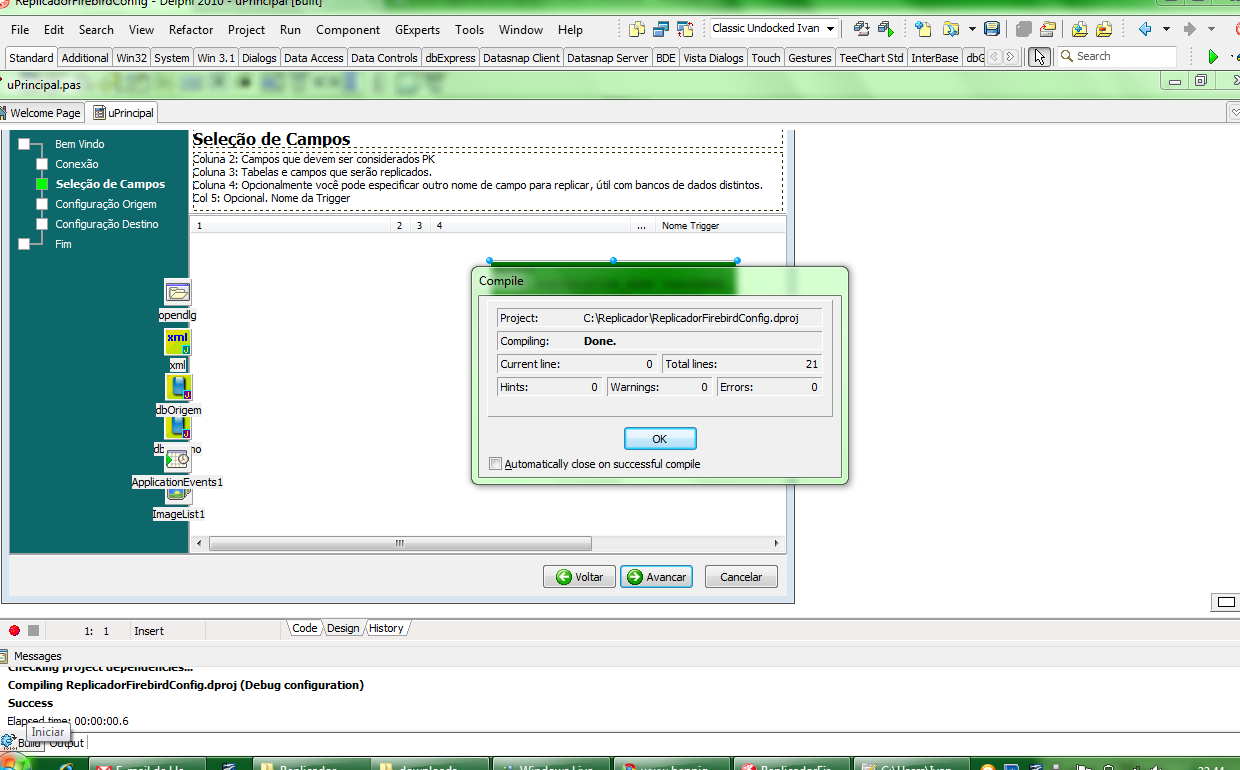 ReplicadorFirebirdConfig - Delphi 2010 - uPrincipal [Built]
File Edit Search View Refactor Project Run Component GExperts Tools Window Help
Classic Undocked Ivan
Standard Additional Win32 System Win 3.1 Dialogs Data Access Data Controls dbExpress Datasnap Client Datasnap Server BDE Vista Dialogs Touch Gestures TeeChart Std InterBase dbG
Search
uPrincipal.pas
Welcome Page uPrincipal
Bem Vindo
Conexão
Seleção de Campos
Configuração Origem
Configuração Destino
Fim
Seleção de Campos
Coluna 2: Campos que devem ser considerados PK
Coluna 3: Tabelas e campos que serão replicados.
Coluna 4: Opcionalmente você pode especificar outro nome de campo para replicar, útil com bancos de dados distintos.
Col 5: Opcional. Nome da Trigger
1 2 3 4 ... Nome Trigger
opendlg
xml
xml
dbOrigem
ApplicationEvents1
ImageList1
Compile
Project: C:\Replicador\ReplicadorFirebirdConfig.dproj
Compiling: Done.
Current line: 0 Total lines: 21
Hints: 0 Warnings: 0 Errors: 0
OK
Automatically close on successful compile
Voltar Avancar Cancelar
1: 1 Insert
Code Design History
Messages
Checking project dependencies...
Compiling ReplicadorFirebirdConfig.dproj (Debug configuration)
Success
Elapsed time: 00:00:00.6
Iniciar
Build Output